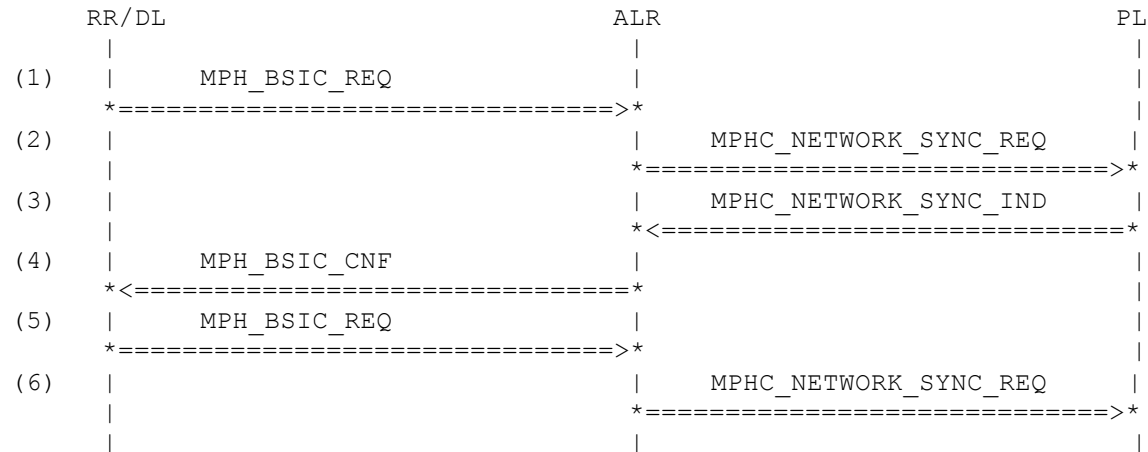 RR/DL ALR PL
(1) MPH_BSIC_REQ
(2) MPHC_NETWORK_SYNC_REQ
(3) MPHC_NETWORK_SYNC_IND
(4) MPH_BSIC_CNF
(5) MPH_BSIC_REQ
(6) MPHC_NETWORK_SYNC_REQ